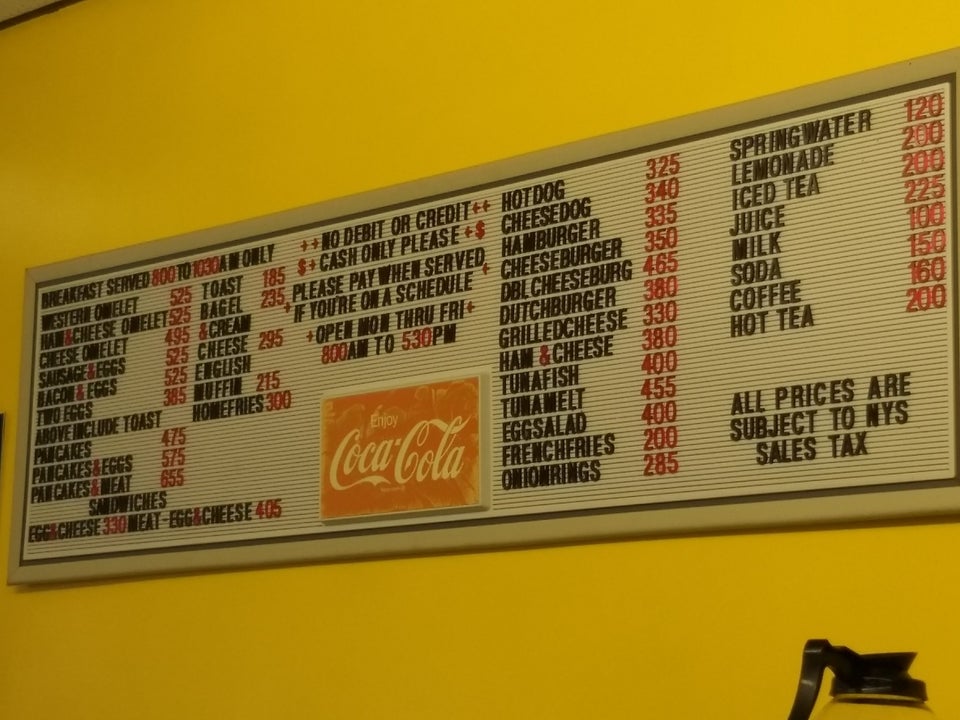 BREAKFAST SERVED 800 TO 1030 AM ONLY
WESTERN OMELET 525
HAM & CHEESE OMELET 525
CHEESE OMELET 495
SAUSAGE & EGGS 525
BACON & EGGS 525
TWO EGGS 385
ABOVE INCLUDE TOAST
PANCAKES 475
PANCAKES & EGGS 575
PANCAKES & MEAT 655
SANDWICHES
EGG & CHEESE 330 MEAT-EGG & CHEESE 405
TOAST 185
BAGEL 235
& CREAM
CHEESE 295
ENGLISH
MUFFIN 215
HOMEFRIES 300
++NO DEBIT OR CREDIT++
$+CASH ONLY PLEASE+$
PLEASE PAY WHEN SERVED
+IF YOU'RE ON A SCHEDULE+
+OPEN MON THRU FRI+
800AM TO 530PM
Enjoy
Coca-Cola
HOTDOG 325
CHEESEDOG 340
HAMBURGER 335
CHEESEBURGER 350
DBLCHEESEBURG 465
DUTCHBURGER 380
GRILLEDCHEESE 330
HAM & CHEESE 380
TUNAFISH 400
TUNAMELT 455
EGGSALAD 400
FRENCHFRIES 200
ONIONRINGS 285
SPRINGWATER 120
LEMONADE 200
ICED TEA 200
JUICE 225
MILK 100
SODA 150
COFFEE 160
HOT TEA 200
ALL PRICES ARE
SUBJECT TO NYS
SALES TAX